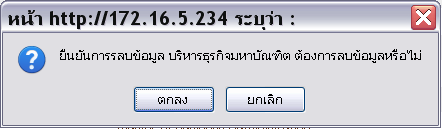 หน้า http://172.16.5.234 ระบุว่า :
ยืนยันการรลบข้อมูล บริหารธุรกิจมหาบัณฑิต ต้องการลบข้อมูลหรือไม่
ตกลง
ยกเลิก